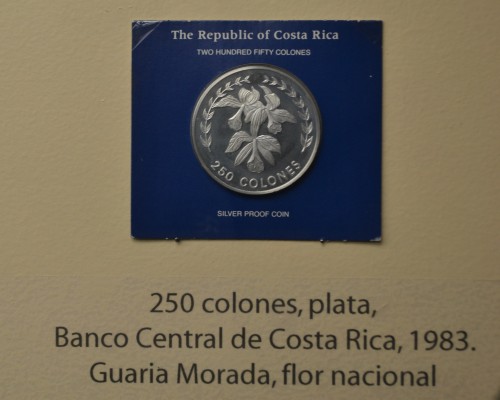 The Republic of Costa Rica
TWO HUNDRED FIFTY COLONES
250 COLONES
SILVER PROOF COIN
250 colones, plata,
Banco Central de Costa Rica, 1983.
Guaria Morada, flor nacional